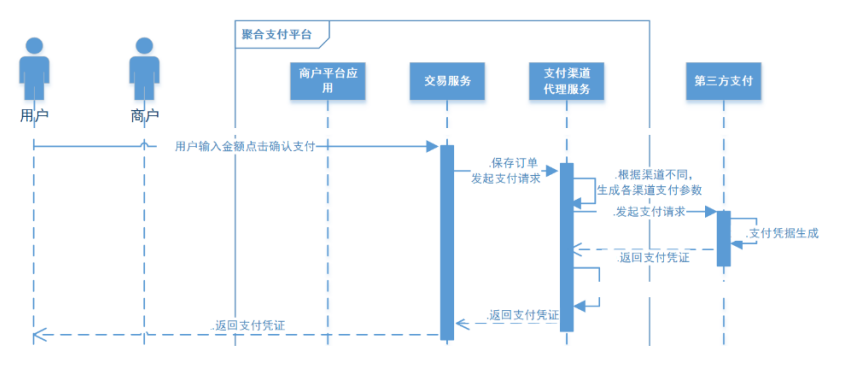 聚合支付平台
用户
商户
商户平台应
用
交易服务
支付渠道
代理服务
第三方支付
用户输入金额点击确认支付
.保存订单
发起支付请求
.根据渠道不同,
生成各渠道支付参数
.发起支付请求
.支付凭据生成
.返回支付凭证
.返回支付凭证
.返回支付凭证